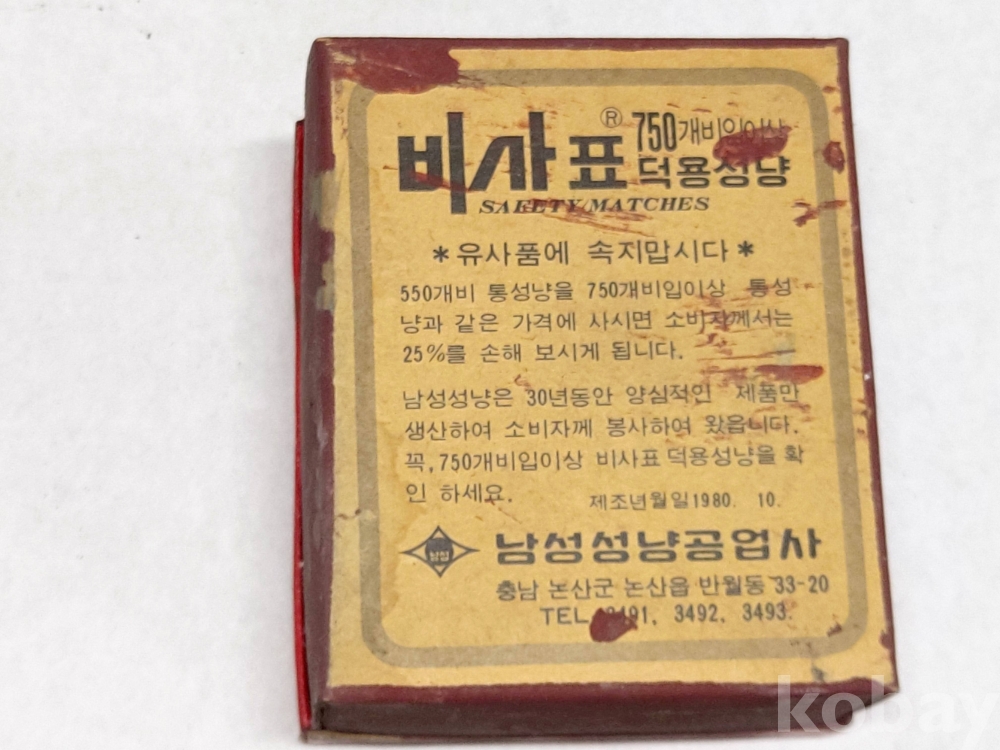 비사표 ® 750개비입이상
덕용성냥
SAFETY MATCHES
*유사품에 속지맙시다*
550개비 통성냥을 750개비입이상 통성
냥과 같은 가격에 사시면 소비자께서는
25%를 손해 보시게 됩니다.
남성성냥은 30년동안 양심적인 제품만
생산하여 소비자께 봉사하여 왔읍니다.
꼭, 750개비입이상 비사표 덕용성냥을 확
인 하세요.
제조년월일 1980. 10.
남성 남성성냥공업사
충남 논산군 논산읍 반월동 33-20
TEL. 3491, 3492, 3493.
kobay